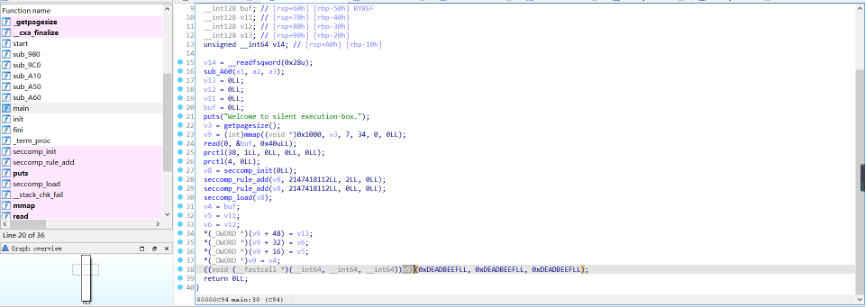 Function name
_getpagesize
__cxa_finalize
start
sub_980
sub_9C0
sub_A10
sub_A50
sub_A60
main
init
fini
_term_proc
seccomp_init
seccomp_rule_add
puts
seccomp_load
__stack_chk_fail
mmap
read
Line 20 of 36
Graph overview
9 __int128 buf; // [rsp+60h] [rbp-50h] BYREF
10 __int128 v11; // [rsp+70h] [rbp-40h]
11 __int128 v12; // [rsp+80h] [rbp-30h]
12 __int128 v13; // [rsp+90h] [rbp-20h]
13 unsigned __int64 v14; // [rsp+A0h] [rbp-10h]
14
15 v14 = __readfsqword(0x28u);
16 sub_A60(a1, a2, a3);
17 v13 = 0LL;
18 v12 = 0LL;
19 v11 = 0LL;
20 buf = 0LL;
21 puts("Welcome to silent execution-box.");
22 v3 = getpagesize();
23 v9 = (int)mmap((void *)0x1000, v3, 7, 34, 0, 0LL);
24 read(0, &buf, 0x40uLL);
25 prctl(38, 1LL, 0LL, 0LL, 0LL);
26 prctl(4, 0LL);
27 v8 = seccomp_init(0LL);
28 seccomp_rule_add(v8, 2147418112LL, 2LL, 0LL);
29 seccomp_rule_add(v8, 2147418112LL, 0LL, 0LL);
30 seccomp_load(v8);
31 v4 = buf;
32 v5 = v11;
33 v6 = v12;
34 *(_OWORD *)(v9 + 48) = v13;
35 *(_OWORD *)(v9 + 32) = v6;
36 *(_OWORD *)(v9 + 16) = v5;
37 *(_OWORD *)v9 = v4;
38 ((void (__fastcall *)(__int64, __int64, __int64))v9)(0xDEADBEEFLL, 0xDEADBEEFLL, 0xDEADBEEFLL);
39 return 0LL;
40 }
00000C94 main:38 (C94)